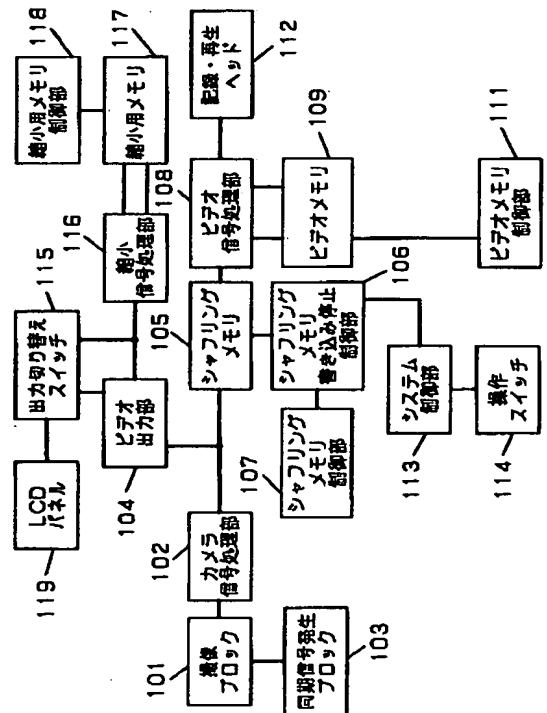 118
縮小用メモリ
制御部
117
縮小用メモリ
116
縮小
信号処理部
115
出力切り替え
スイッチ
119
LCD
パネル
104
ビデオ
出力部
112
記録・再生
ヘッド
108
ビデオ
信号処理部
109
ビデオメモリ
111
ビデオメモリ
制御部
105
シャフリング
メモリ
106
シャフリング
メモリ
書き込み停止
制御部
107
シャフリング
メモリ
制御部
113
システム
制御部
114
操作
スイッチ
102
カメラ
信号処理部
101
撮像
ブロック
103
同期信号発生
ブロック